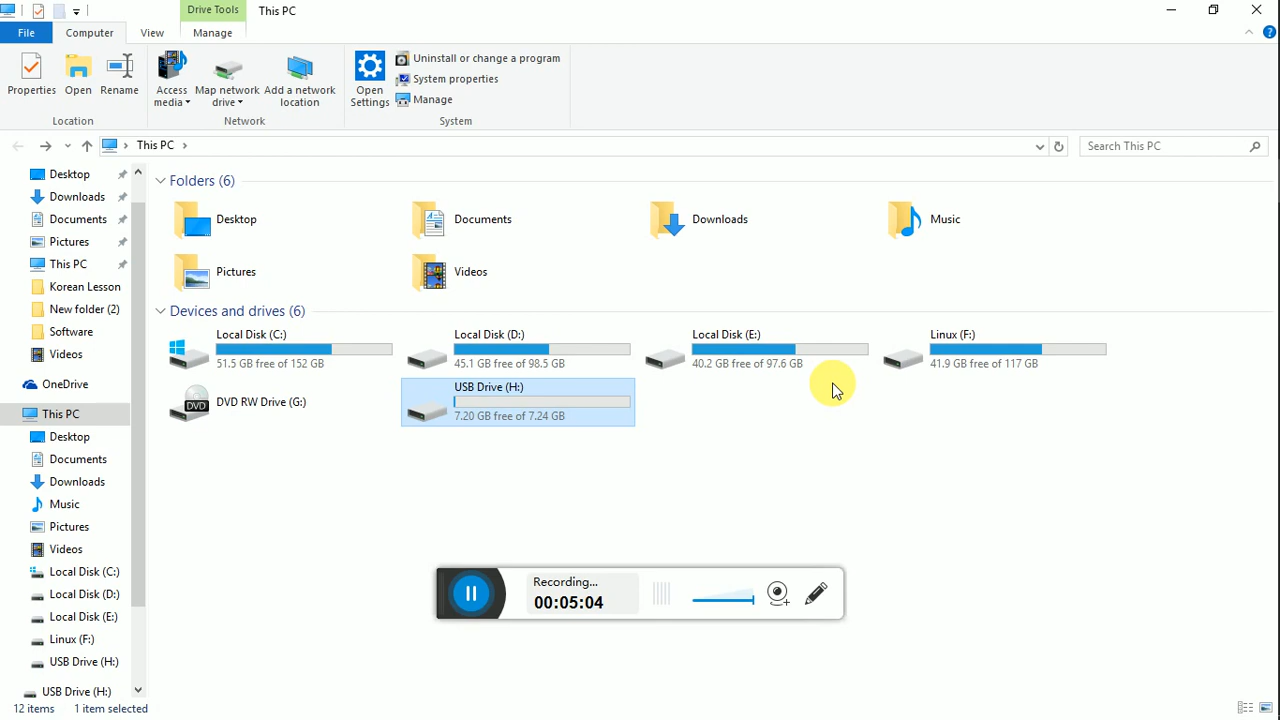 Drive Tools
This PC
File
Computer
View
Manage
Properties
Open
Rename
Access media
Map network drive
Add a network location
Open Settings
Uninstall or change a program
System properties
Manage
Location
Network
System
This PC
Search This PC
Desktop
Downloads
Documents
Pictures
This PC
Korean Lesson
New folder (2)
Software
Videos
OneDrive
This PC
Desktop
Documents
Downloads
Music
Pictures
Videos
Local Disk (C:)
Local Disk (D:)
Local Disk (E:)
Linux (F:)
USB Drive (H:)
USB Drive (H:)
Folders (6)
Desktop
Documents
Downloads
Music
Pictures
Videos
Devices and drives (6)
Local Disk (C:)
51.5 GB free of 152 GB
Local Disk (D:)
45.1 GB free of 98.5 GB
Local Disk (E:)
40.2 GB free of 97.6 GB
Linux (F:)
41.9 GB free of 117 GB
DVD
DVD RW Drive (G:)
USB Drive (H:)
7.20 GB free of 7.24 GB
Recording...
00:05:04
12 items
1 item selected